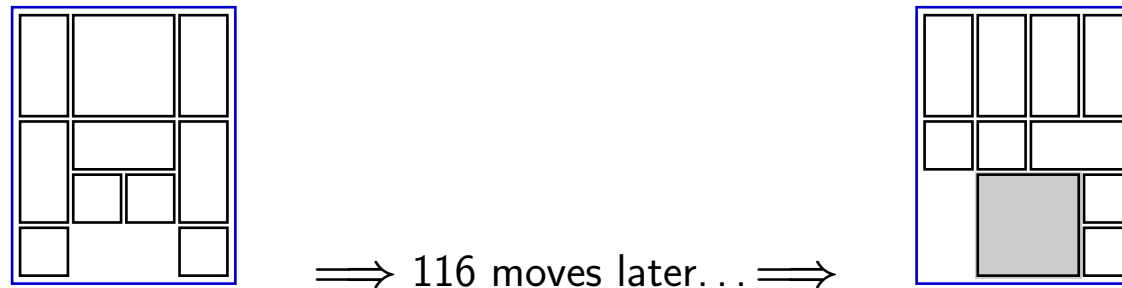 ⟹ 116 moves later. . . ⟹